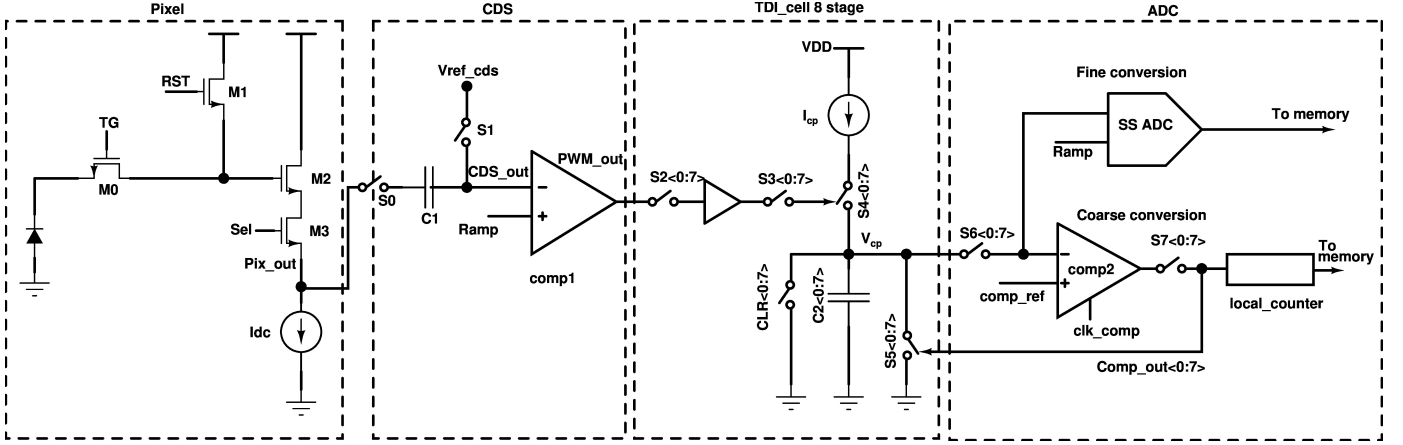 Pixel
CDS
TDI_cell 8 stage
ADC
RST
M1
TG
M0
M2
Sel
M3
Pix_out
Idc
S0
C1
Vref_cds
S1
CDS_out
PWM_out
−
+
Ramp
comp1
S2<0:7>
S3<0:7>
VDD
Icp
S4<0:7>
Vcp
CLR<0:7>
C2<0:7>
S5<0:7>
Fine conversion
SS ADC
Ramp
To memory
Coarse conversion
S6<0:7>
−
comp2
+
comp_ref
clk_comp
S7<0:7>
To
memory
local_counter
Comp_out<0:7>